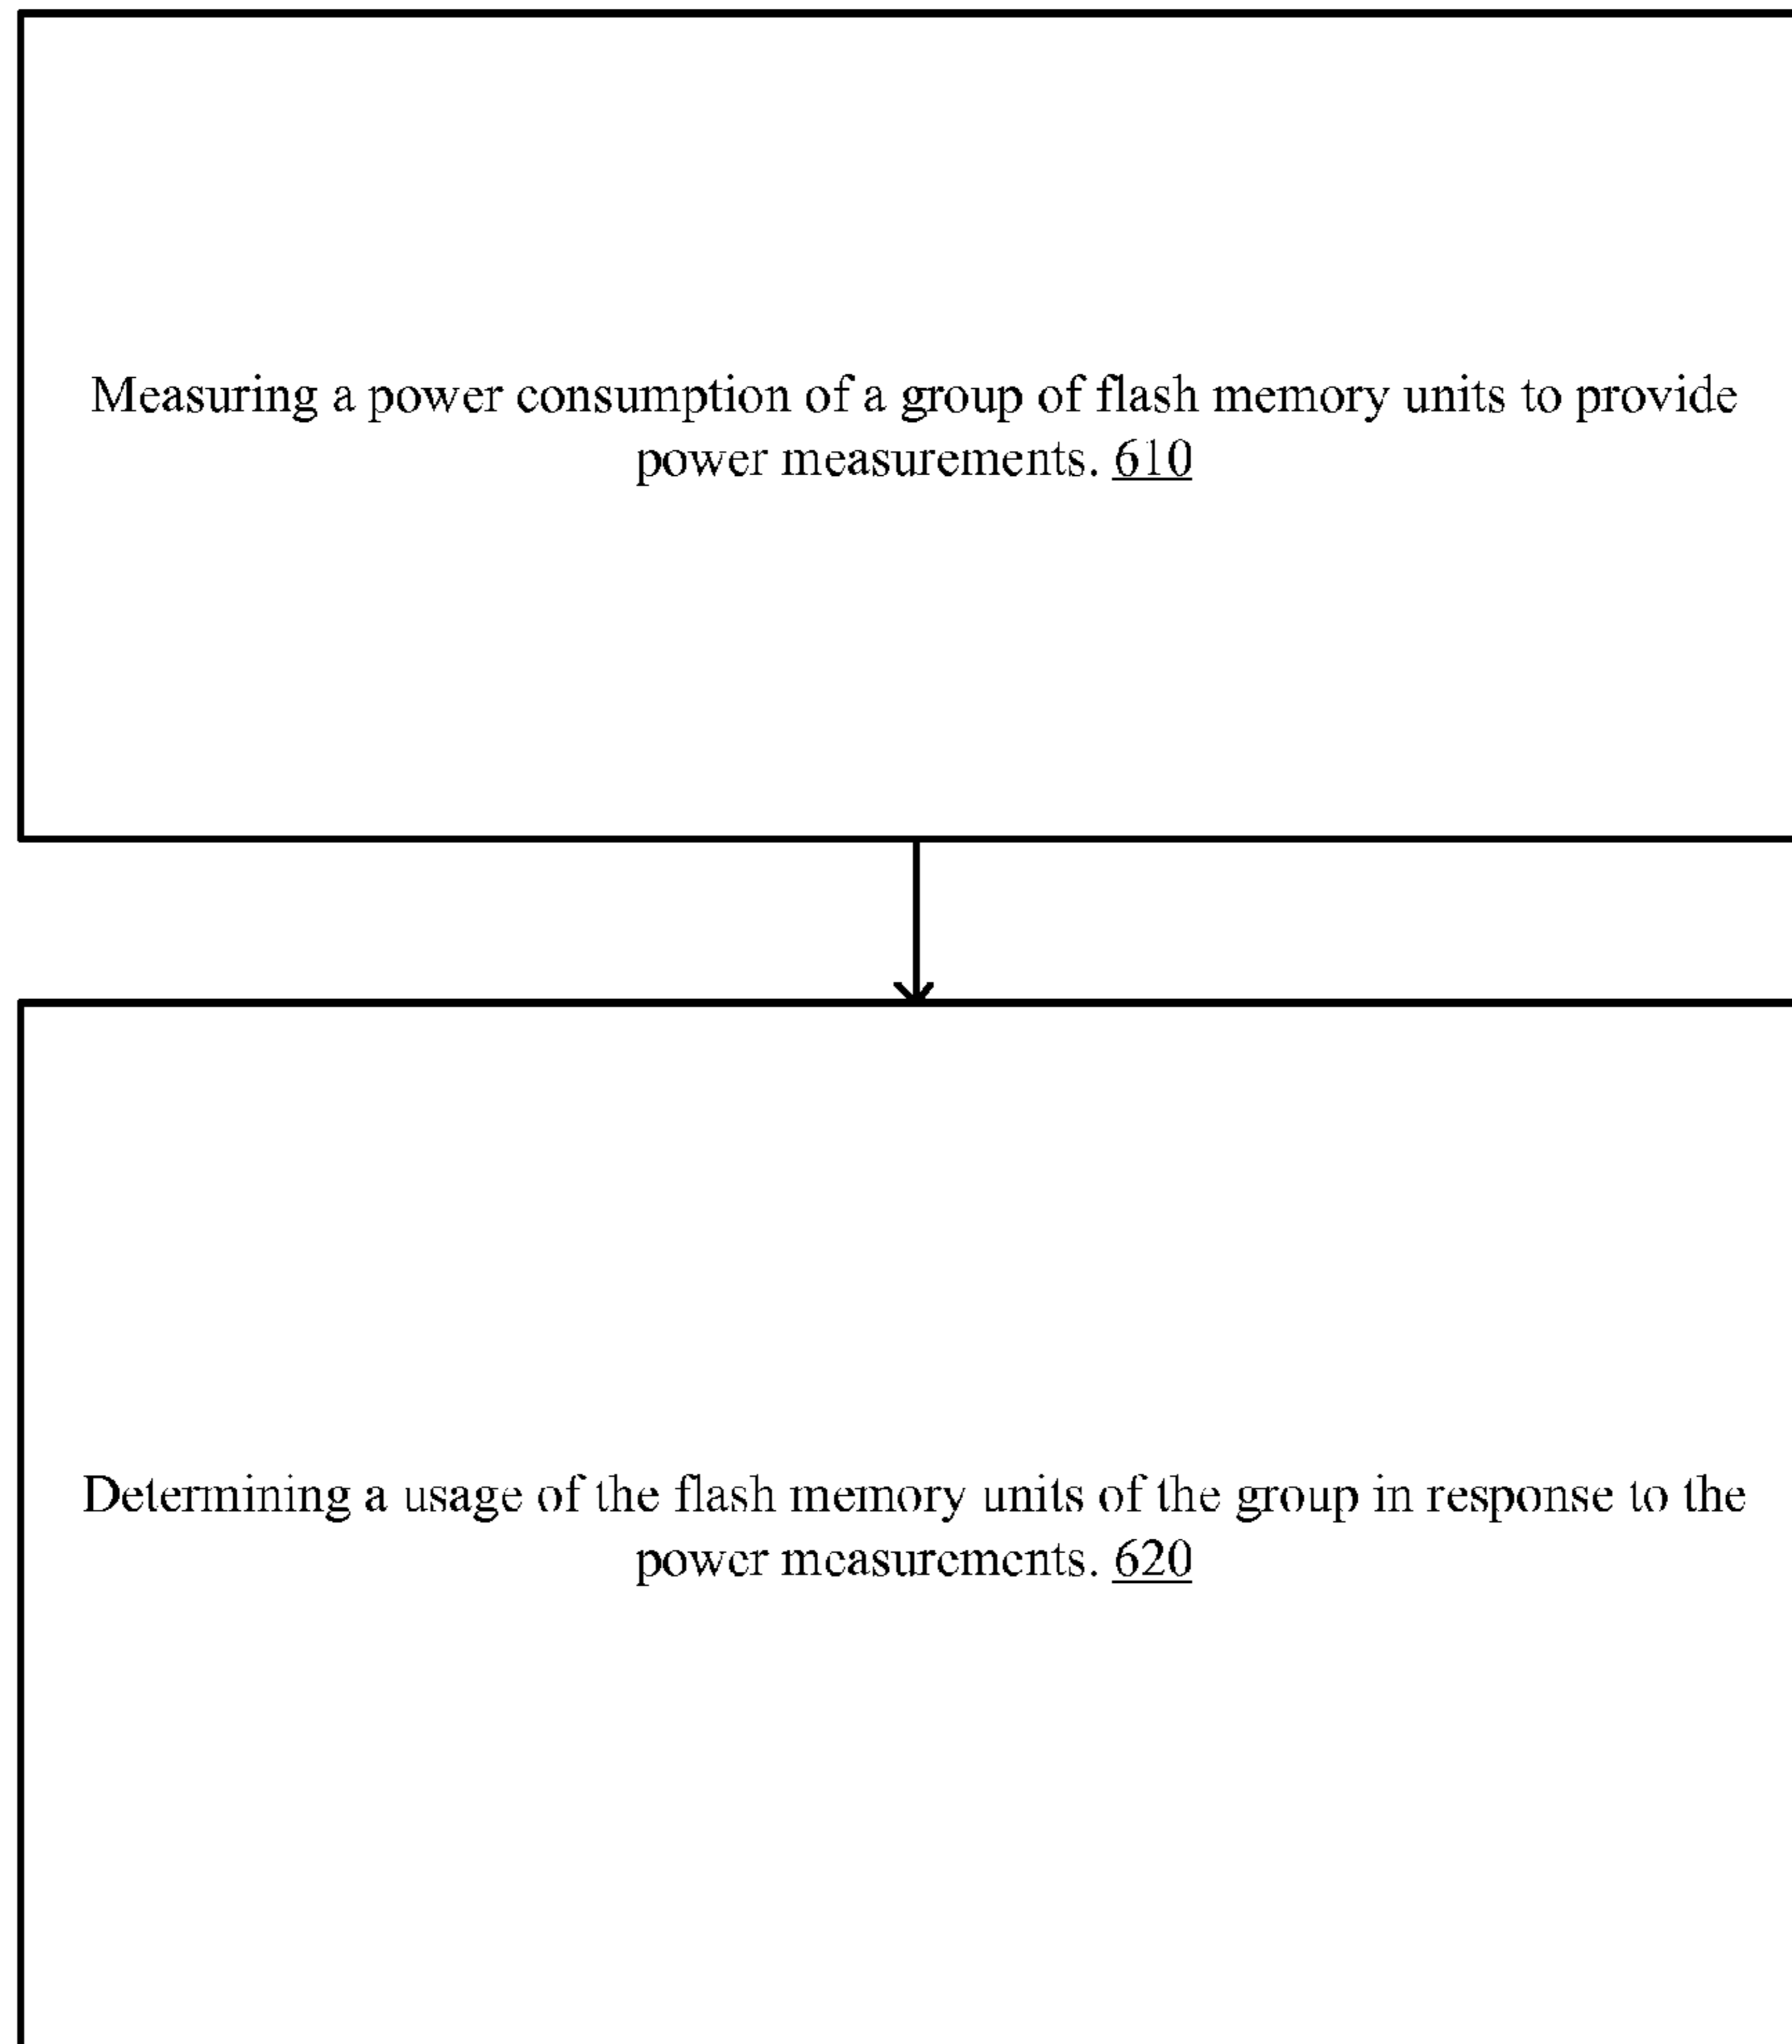 Measuring a power consumption of a group of flash memory units to provide
power measurements. 610
Determining a usage of the flash memory units of the group in response to the
power measurements. 620